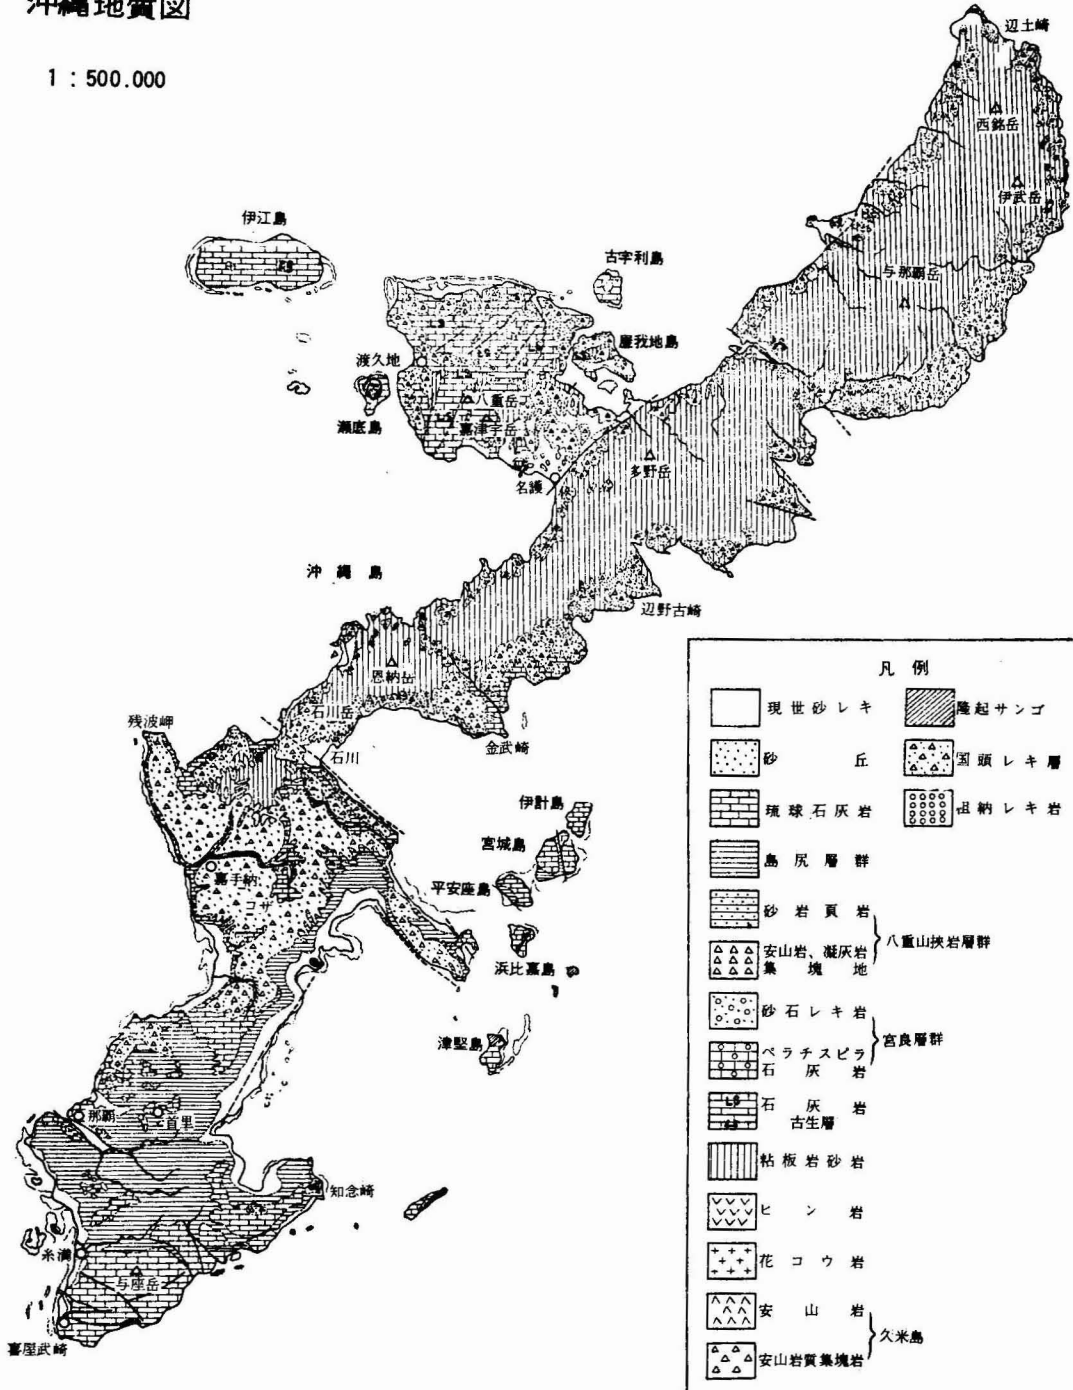 沖縄地質図
1 : 500.000
辺土崎
西銘岳
伊武岳
伊江島
古宇利島
与那覇岳
屋我地島
渡久地
八重岳
瀬底島
嘉津宇岳
多野岳
名護
沖縄島
辺野古崎
恩納岳
残波岬
石川岳
金武崎
石川
伊計島
宮城島
嘉手納
平安座島
コザ
浜比嘉島
津堅島
那覇
首里
知念崎
糸満
与座岳
喜屋武崎
凡例
現世砂レキ
隆起サンゴ
砂丘
国頭レキ層
琉球石灰岩
祖納レキ岩
島尻層群
砂岩頁岩
八重山挟岩層群
安山岩、凝灰岩
集塊地
砂石レキ岩
宮良層群
ペラチスピラ
石灰岩
LS 石灰岩
古生層
粘板岩砂岩
ヒン岩
花コウ岩
安山岩
久米島
安山岩質集塊岩